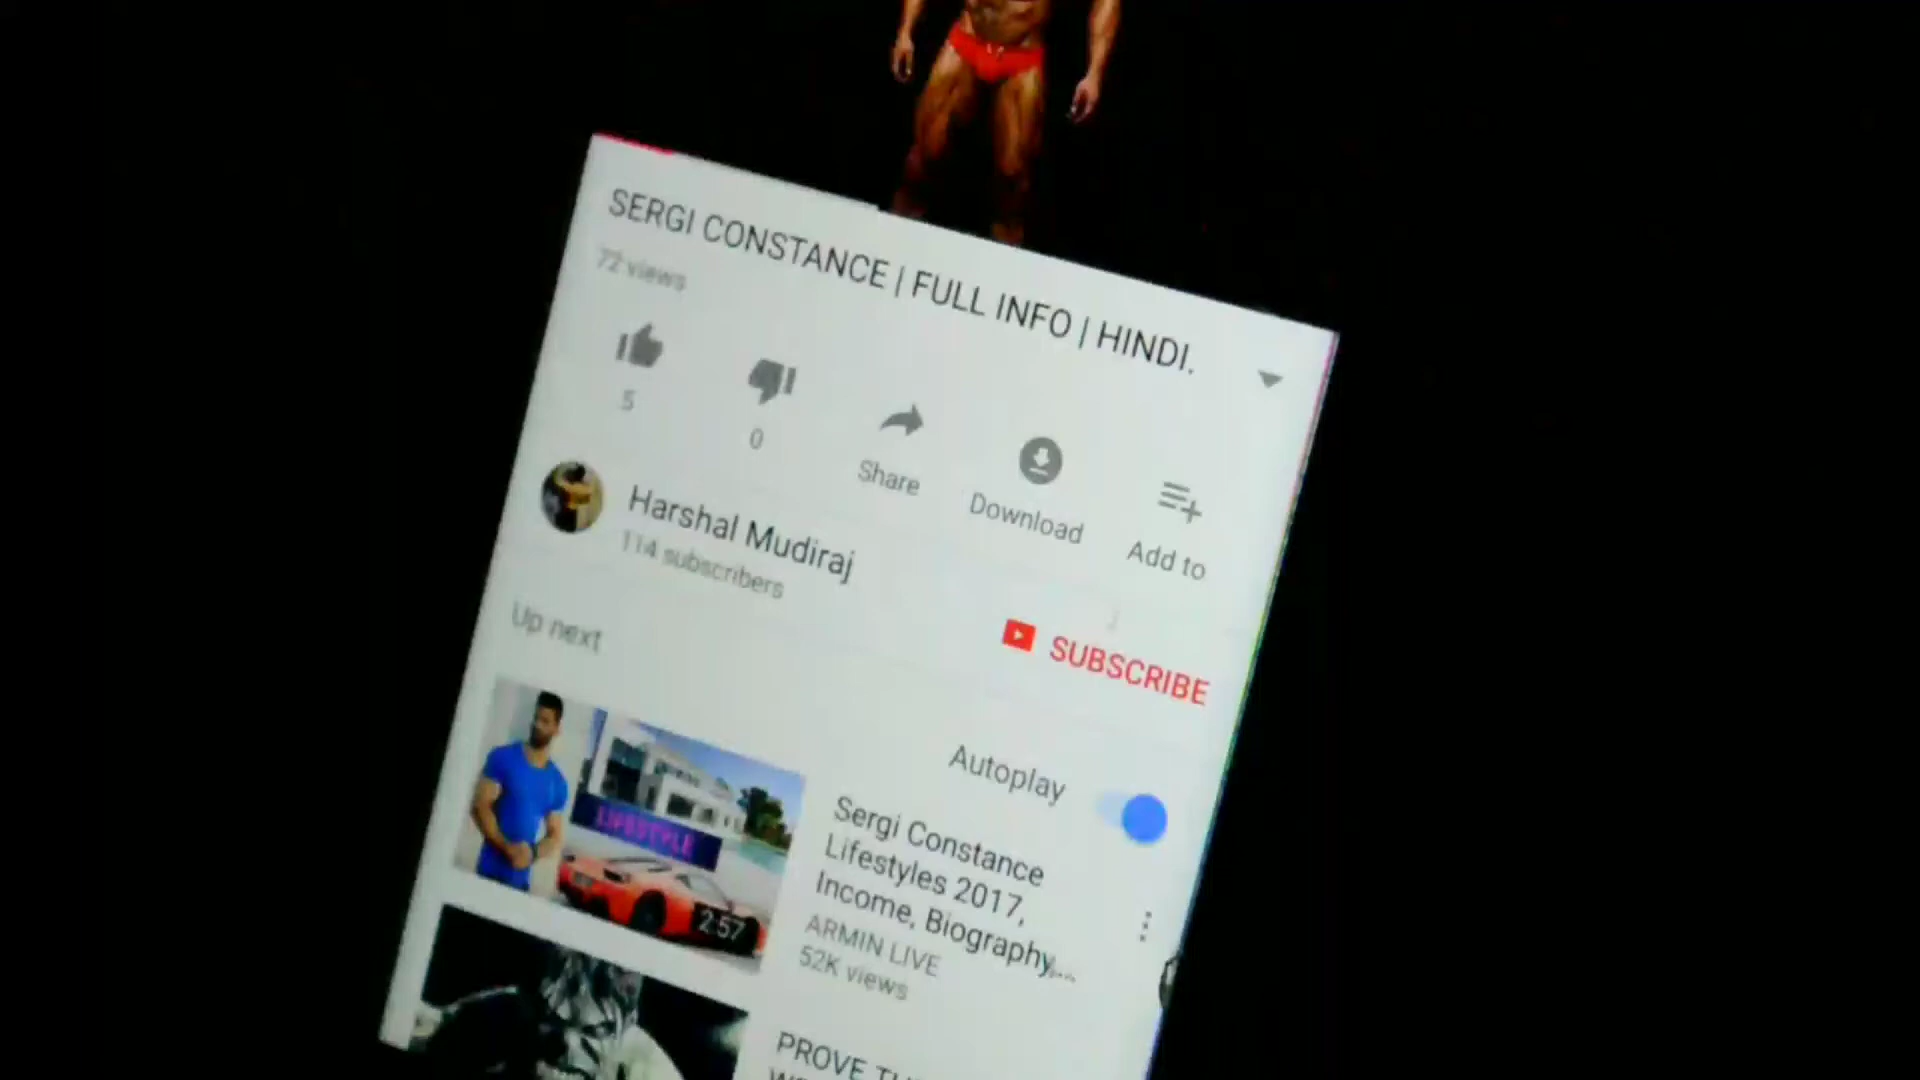 SERGI CONSTANCE | FULL INFO | HINDI.
72 views
5
0
Share
Download
Add to
Harshal Mudiraj
114 subscribers
SUBSCRIBE
Up next
Autoplay
LIFESTYLE
2:57
Sergi Constance
Lifestyles 2017,
Income, Biography,...
ARMIN LIVE
52K views
PROVE